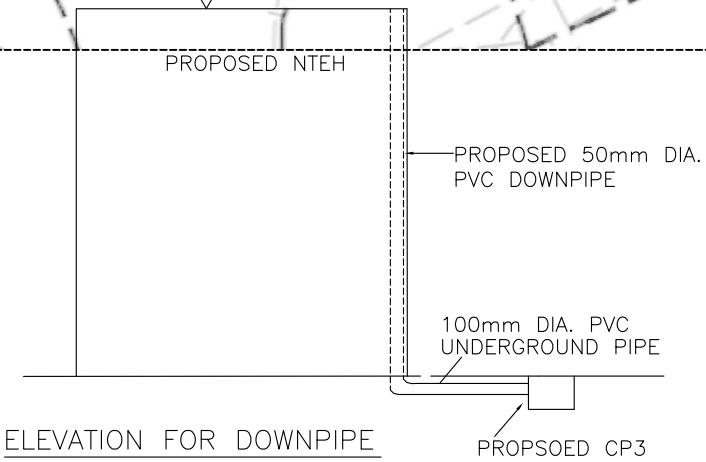 PROPOSED NTEH
PROPOSED 50mm DIA.
PVC DOWNPIPE
100mm DIA. PVC
UNDERGROUND PIPE
ELEVATION FOR DOWNPIPE
PROPSOED CP3